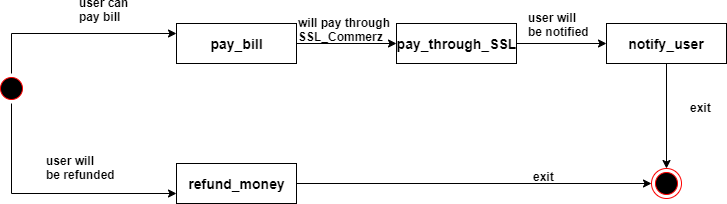 user can
pay bill
pay_bill
will pay through
SSL_Commerz
pay_through_SSL
user will
be notified
notify_user
exit
user will
be refunded
refund_money
exit